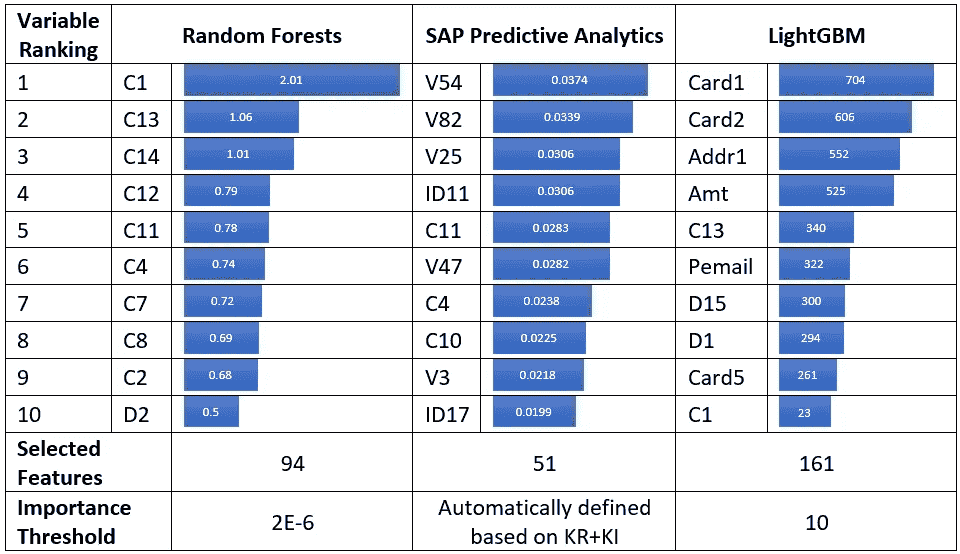 Variable Ranking Random Forests SAP Predictive Analytics LightGBM
1 C1 2.01 V54 0.0374 Card1 704
2 C13 1.06 V82 0.0339 Card2 606
3 C14 1.01 V25 0.0306 Addr1 552
4 C12 0.79 ID11 0.0306 Amt 525
5 C11 0.78 C11 0.0283 C13 340
6 C4 0.74 V47 0.0282 Pemail 322
7 C7 0.72 C4 0.0238 D15 300
8 C8 0.69 C10 0.0225 D1 294
9 C2 0.68 V3 0.0218 Card5 261
10 D2 0.5 ID17 0.0199 C1 23
Selected Features 94 51 161
Importance Threshold 2E-6 Automatically defined based on KR+KI 10